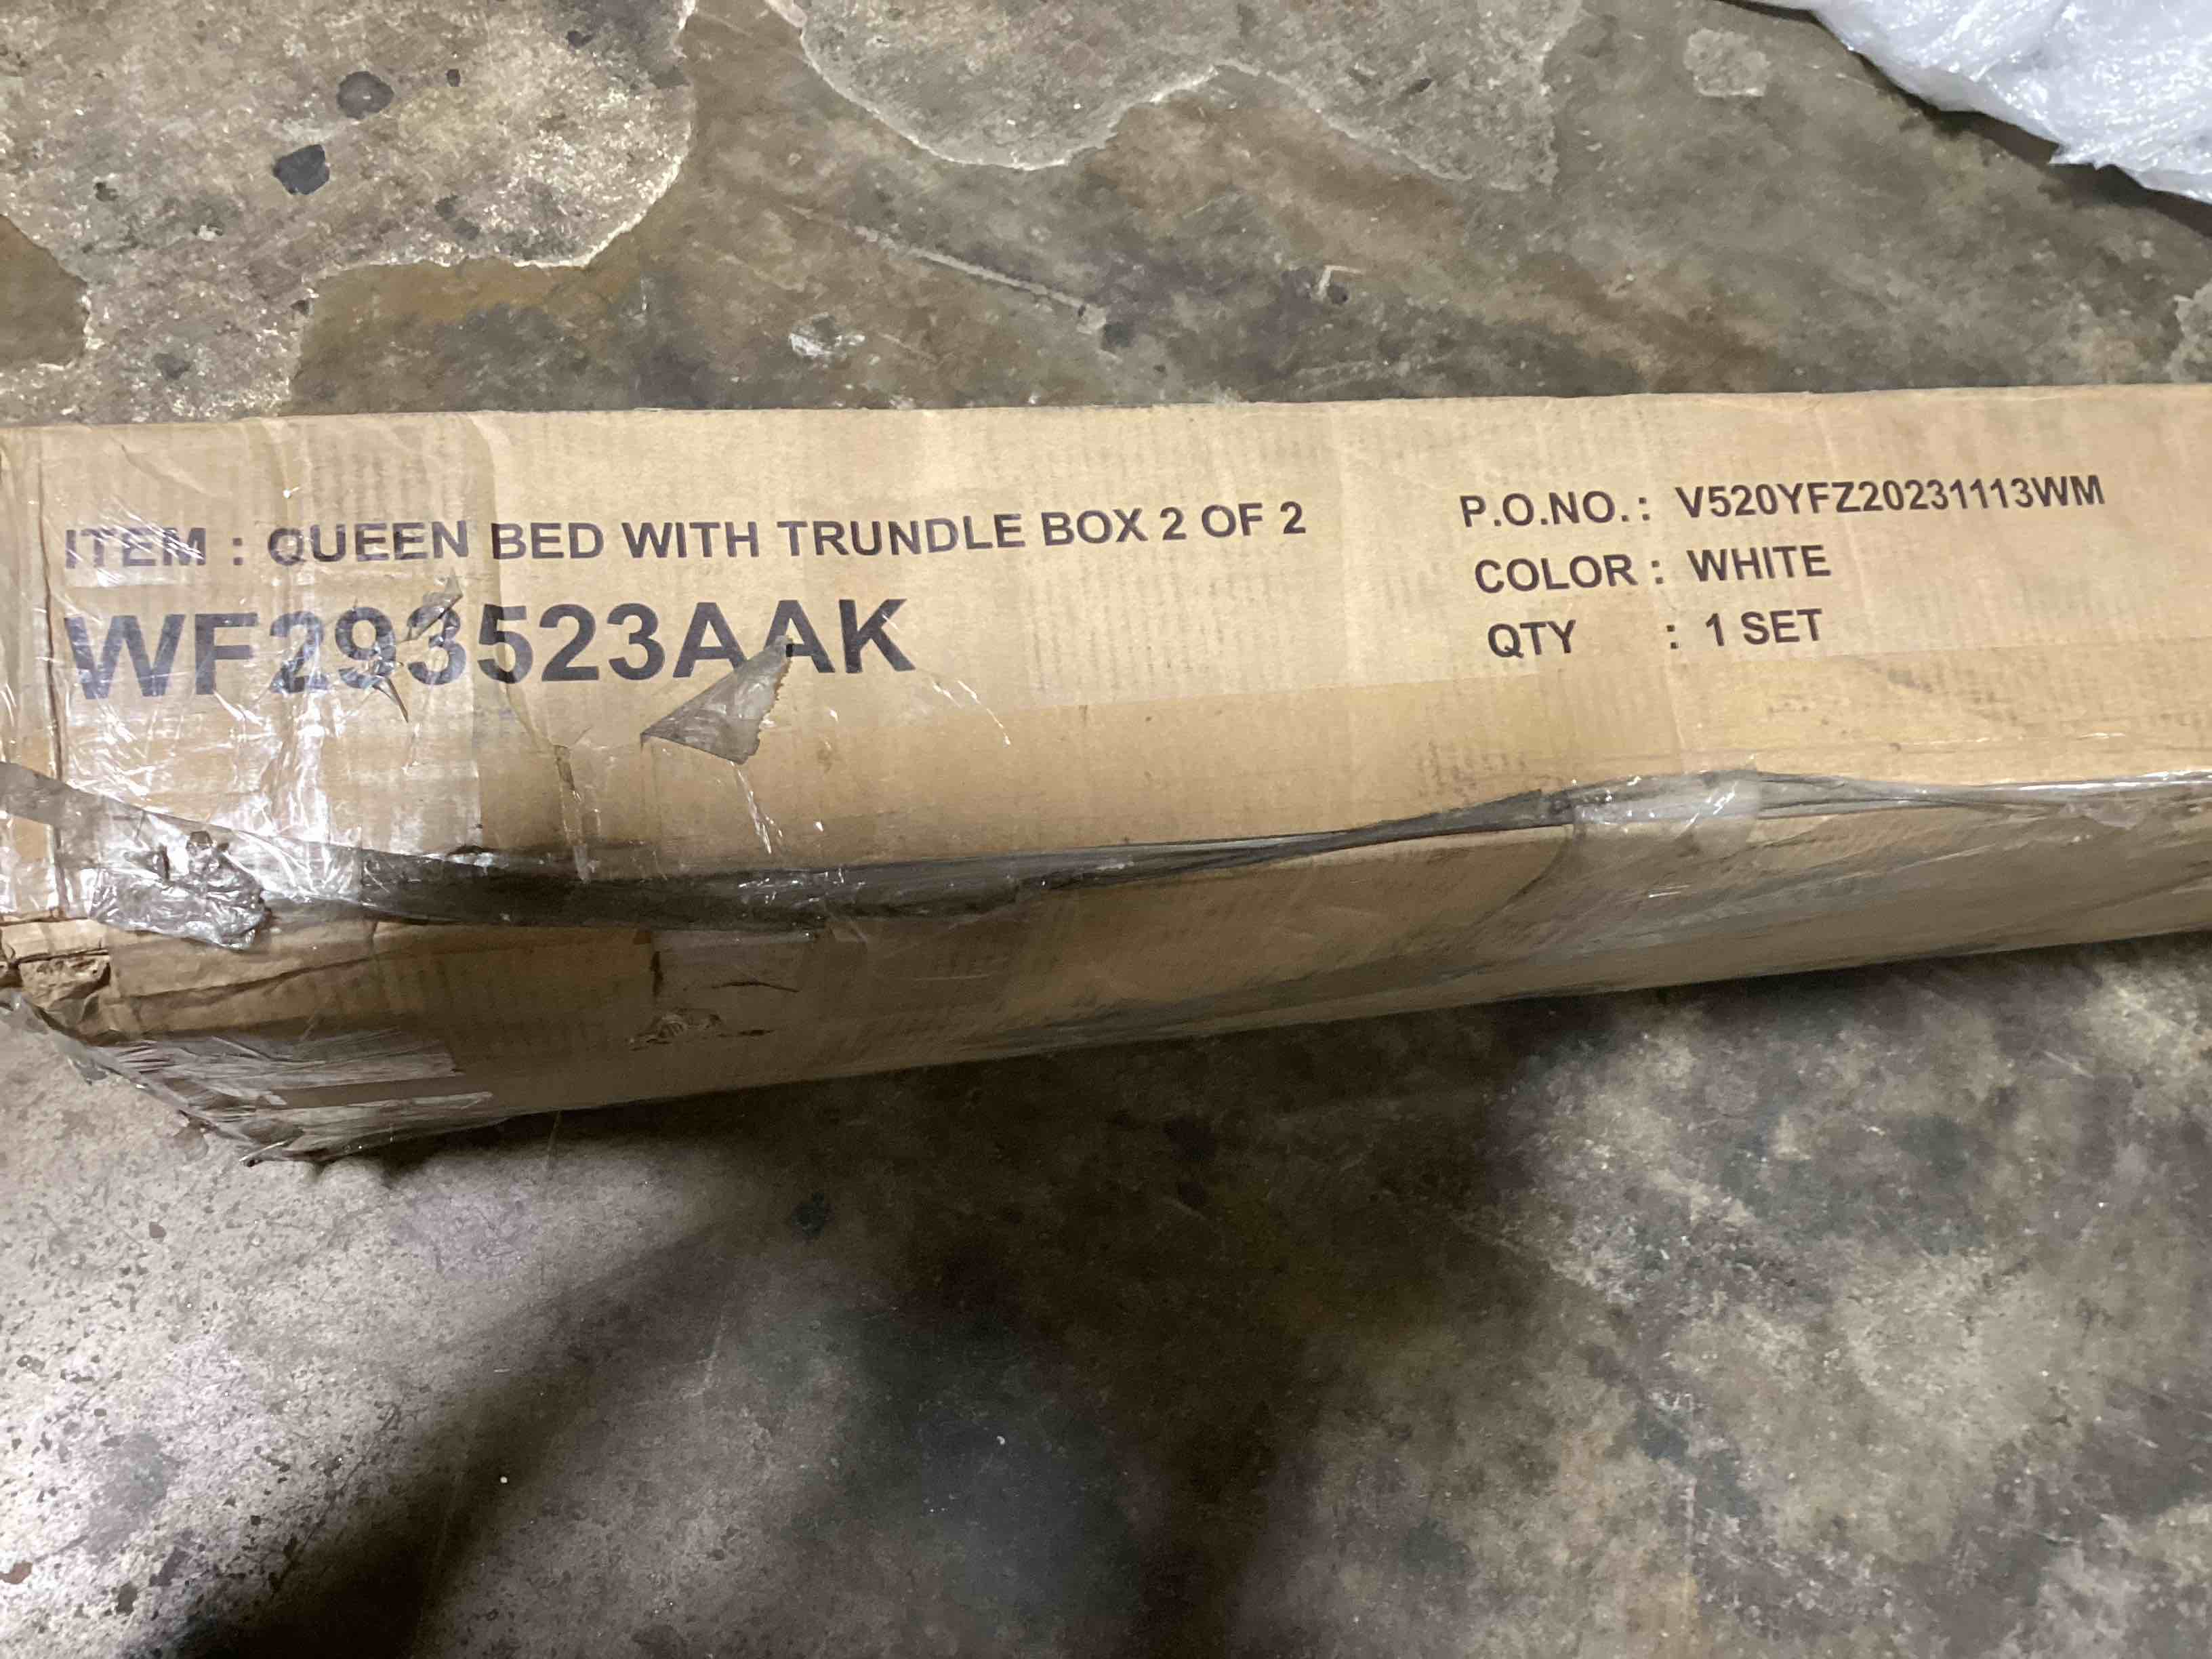 ITEM : QUEEN BED WITH TRUNDLE BOX 2 OF 2
WF293523AAK
P.O.NO. : V520YFZ20231113WM
COLOR : WHITE
QTY : 1 SET